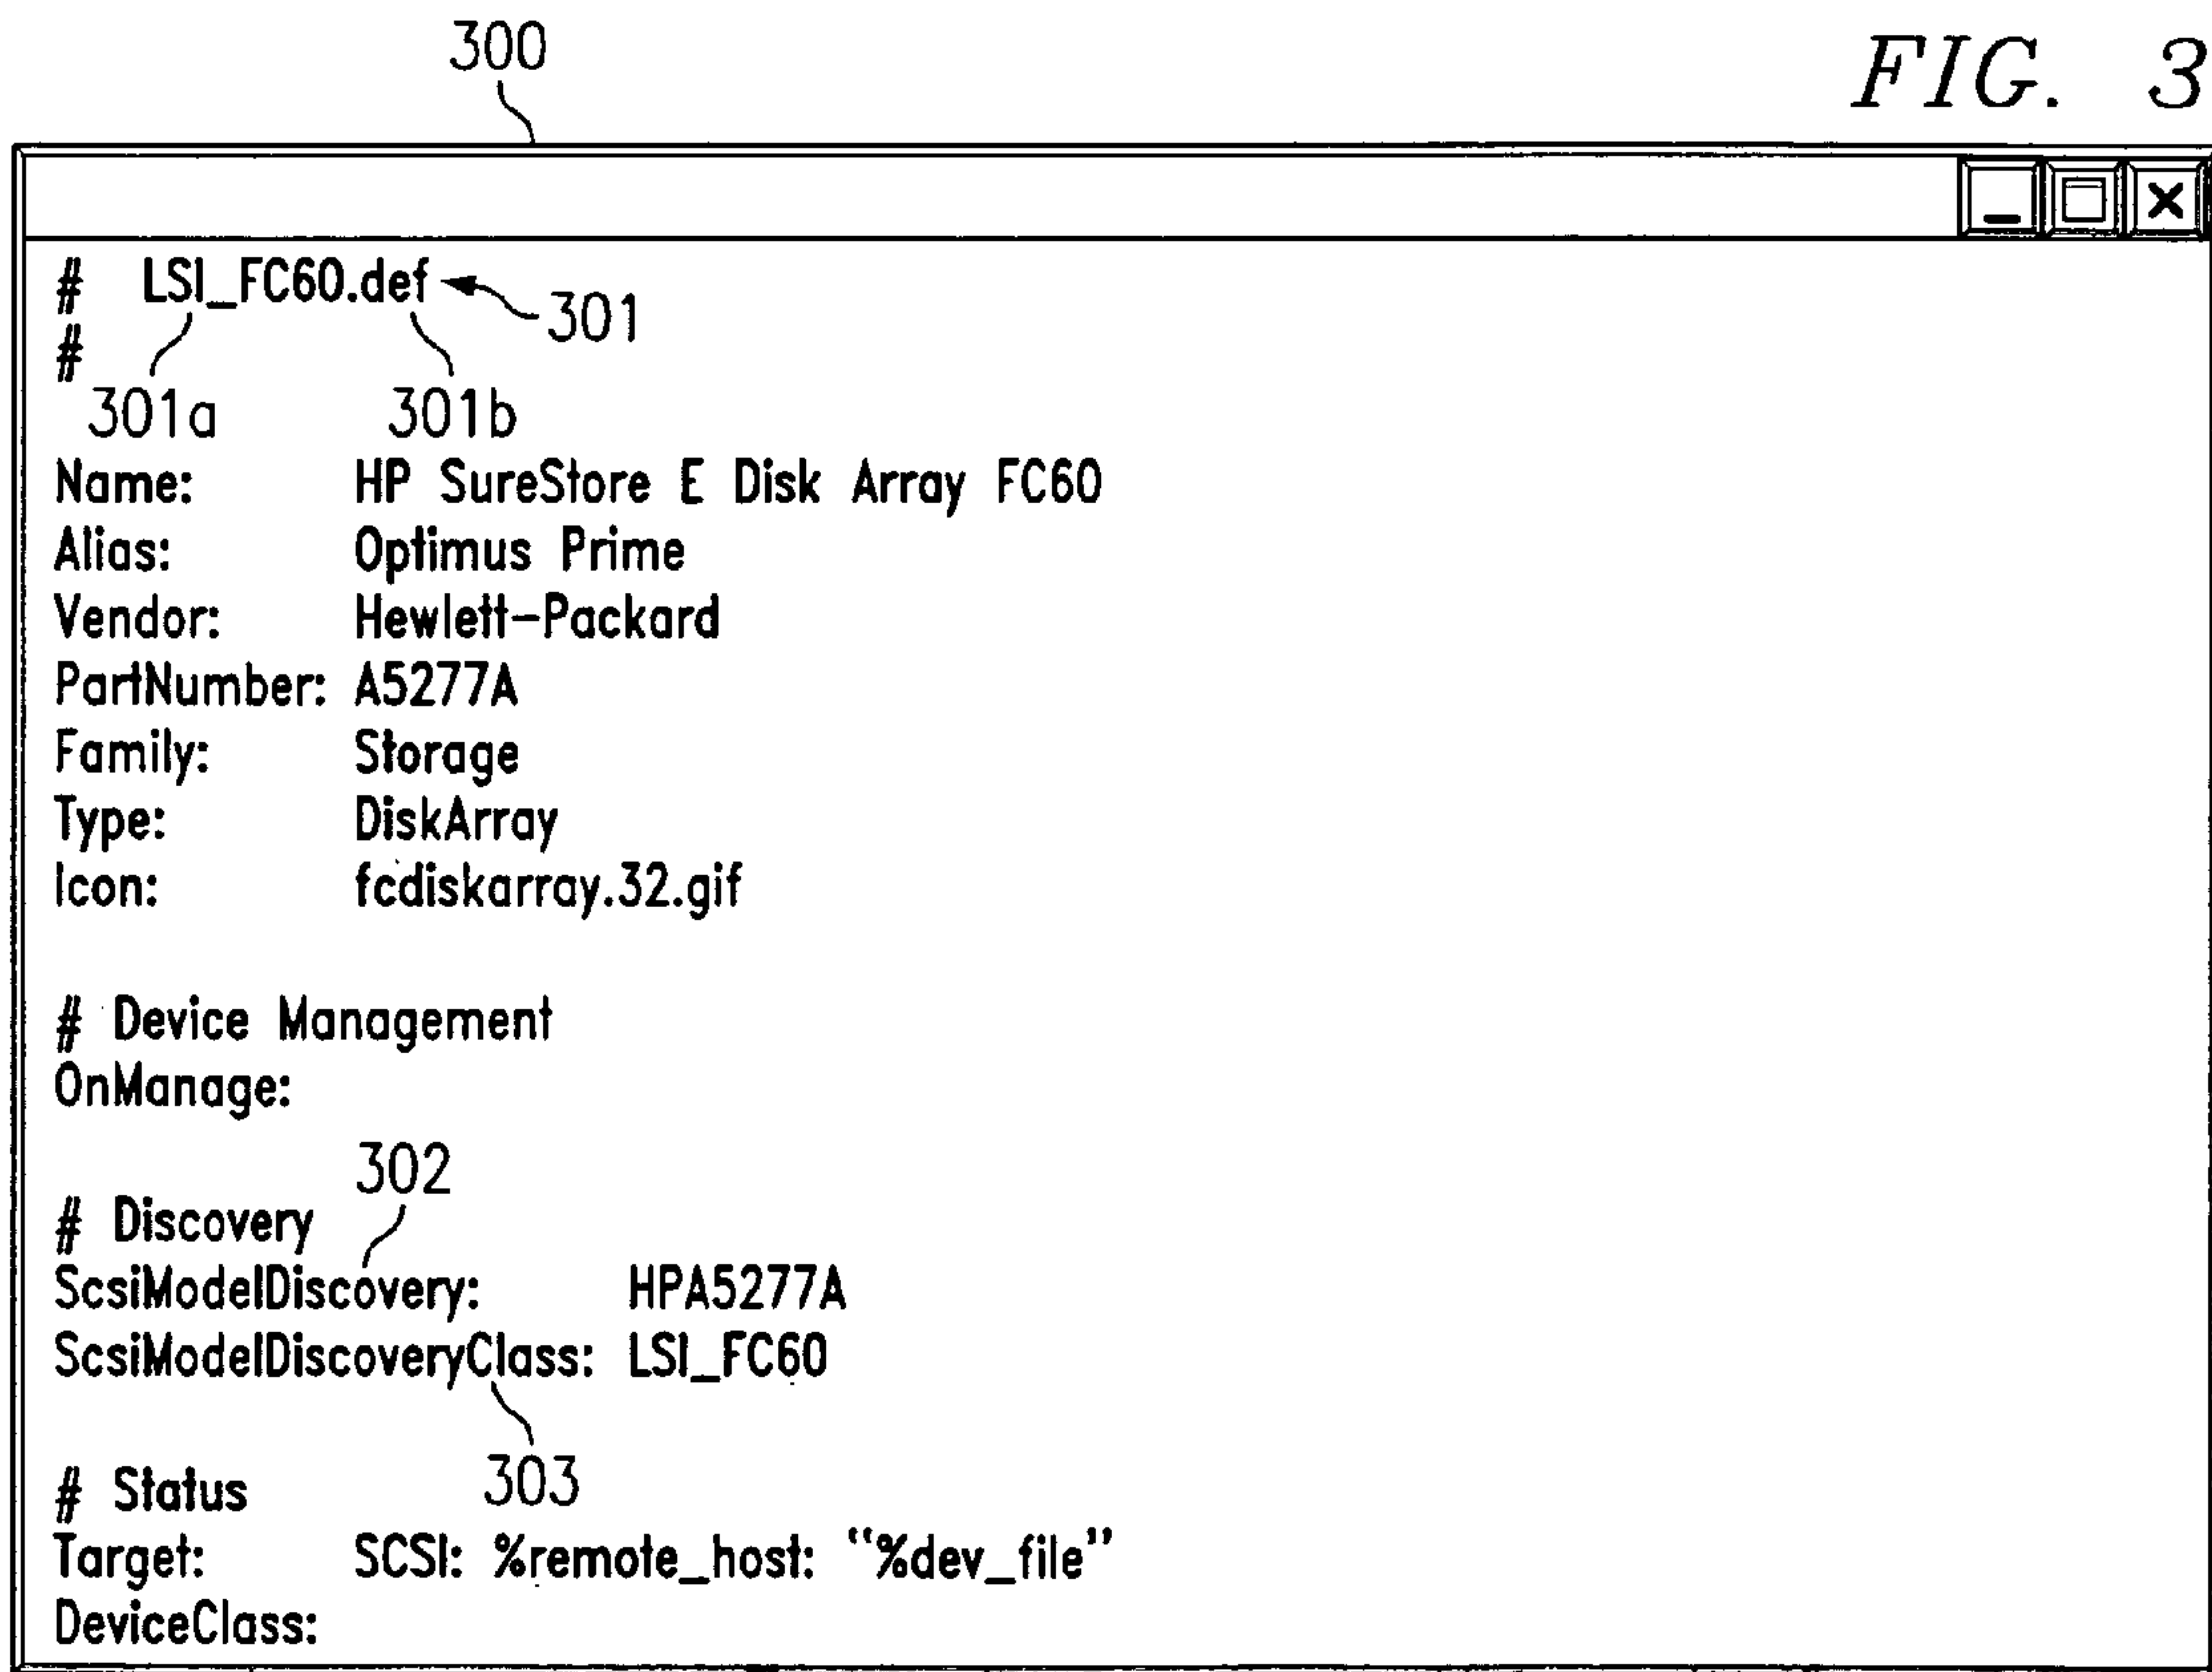 300
FIG. 3
# LSI_FC60.def
301
#
301a 301b
Name: HP SureStore E Disk Array FC60
Alias: Optimus Prime
Vendor: Hewlett-Packard
PartNumber: A5277A
Family: Storage
Type: DiskArray
Icon: fcdiskarray.32.gif
# Device Management
OnManage:
302
# Discovery
ScsiModelDiscovery: HPA5277A
ScsiModelDiscoveryClass: LSI_FC60
303
# Status
Target: SCSI: %remote_host: “%dev_file”
DeviceClass: